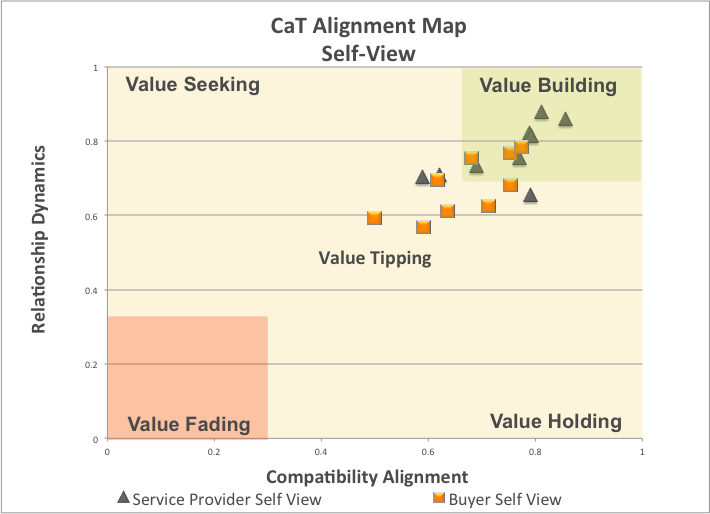 CaT Alignment Map
Self-View
1
Value Seeking
Value Building
0.8
0.6
Value Tipping
0.4
0.2
Value Fading
Value Holding
0
0
0.2
0.4
0.6
0.8
1
Relationship Dynamics
Compatibility Alignment
Service Provider Self View
Buyer Self View